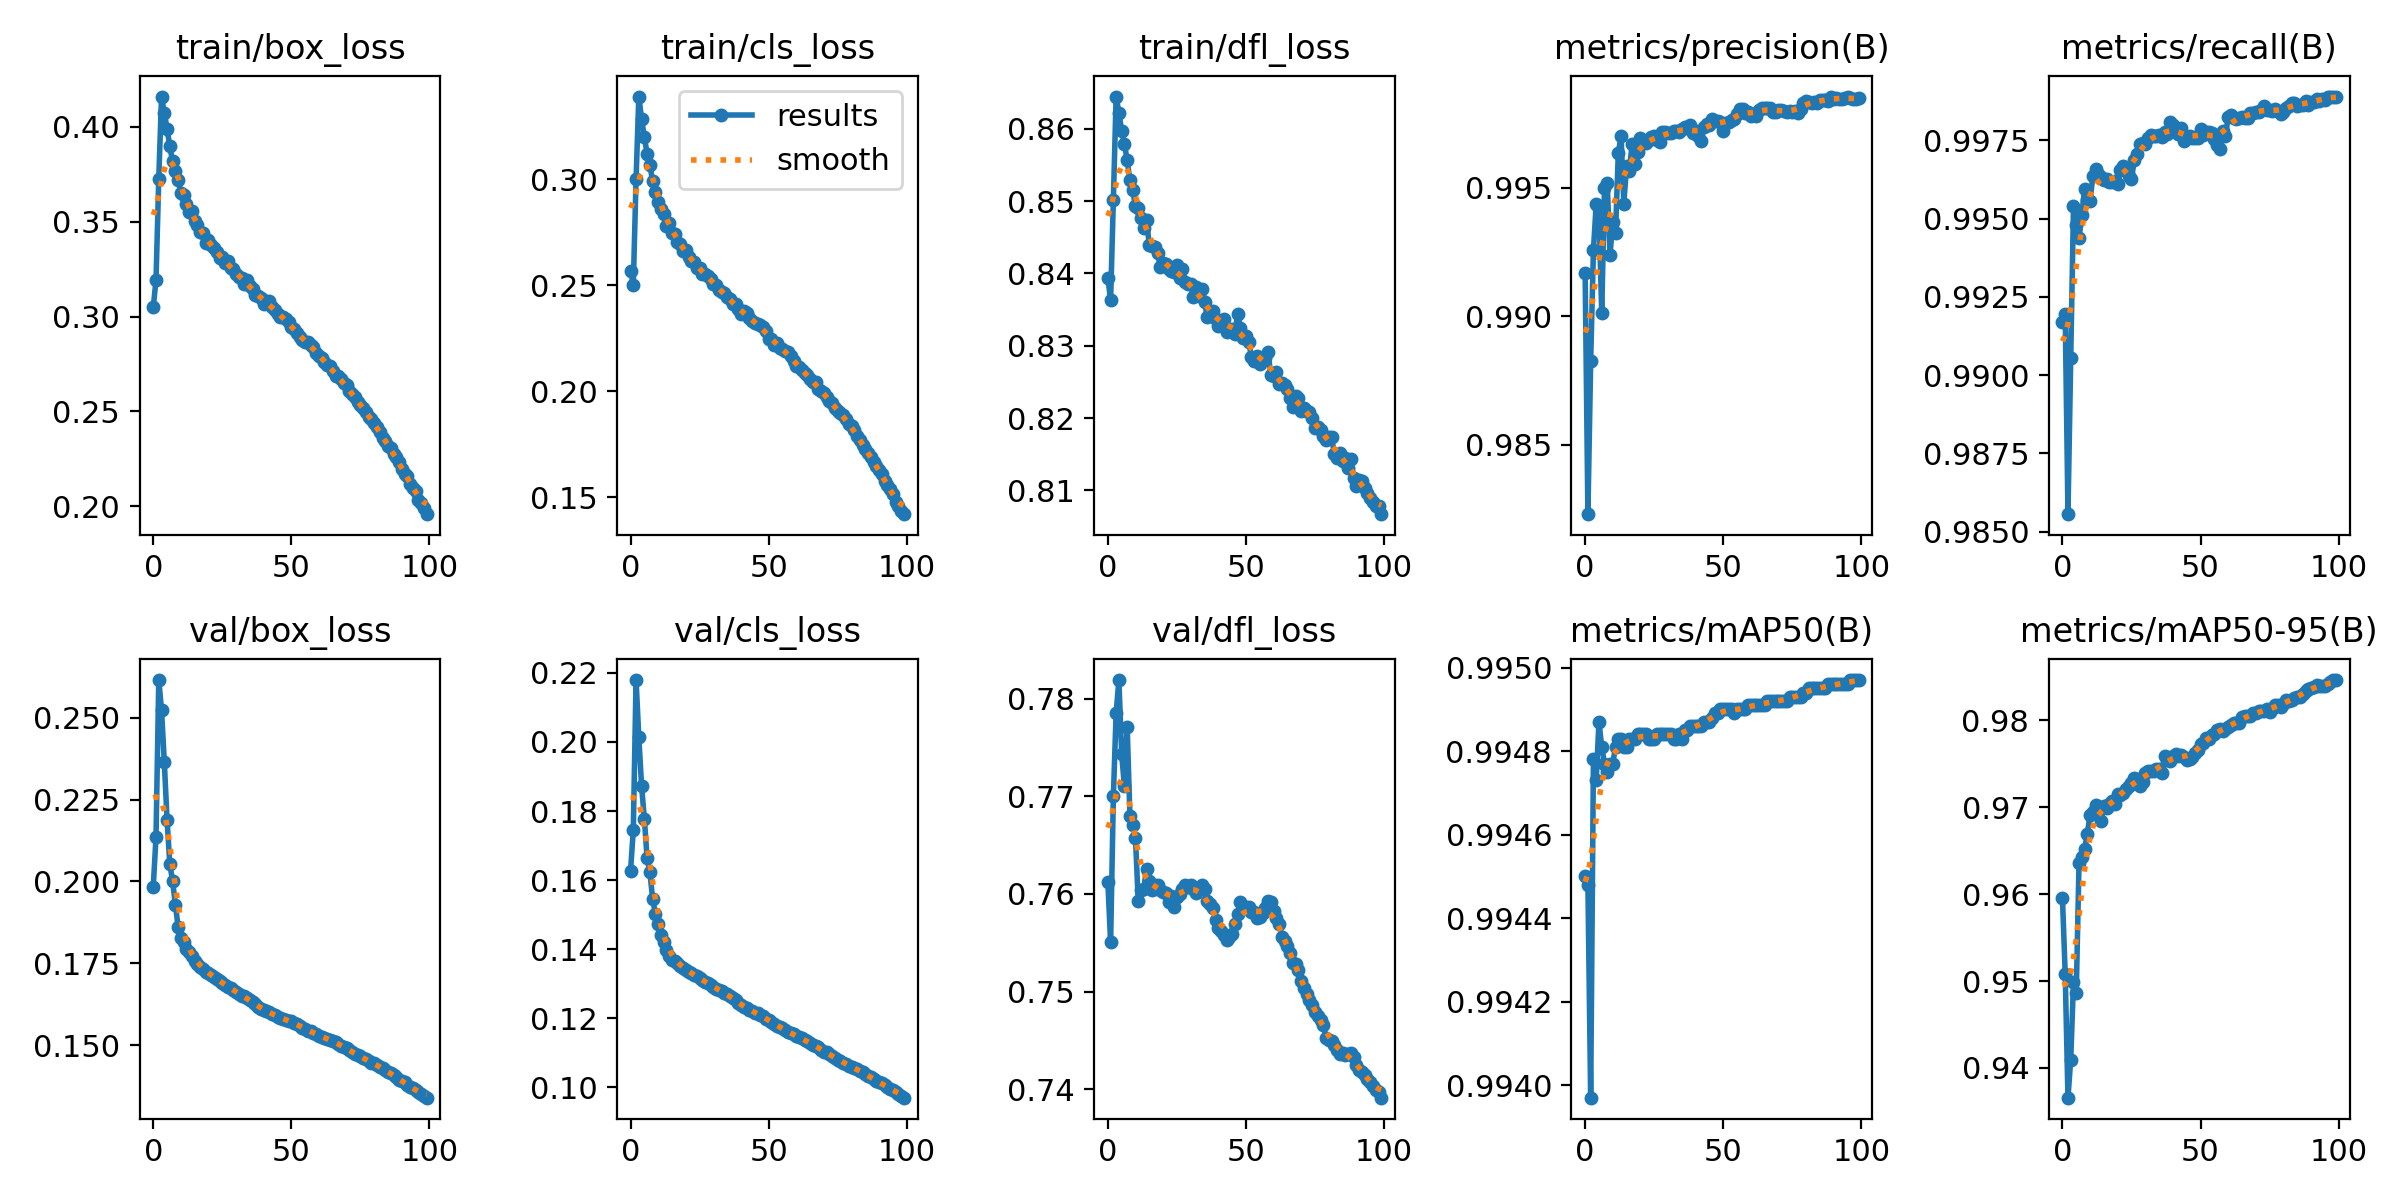 train/box_loss
0.40
0.35
0.30
0.25
0.20
0 50 100
train/cls_loss
results
smooth
0.30
0.25
0.20
0.15
0 50 100
train/dfl_loss
0.86
0.85
0.84
0.83
0.82
0.81
0 50 100
metrics/precision(B)
0.995
0.990
0.985
0 50 100
metrics/recall(B)
0.9975
0.9950
0.9925
0.9900
0.9875
0.9850
0 50 100
val/box_loss
0.250
0.225
0.200
0.175
0.150
0 50 100
val/cls_loss
0.22
0.20
0.18
0.16
0.14
0.12
0.10
0 50 100
val/dfl_loss
0.78
0.77
0.76
0.75
0.74
0 50 100
metrics/mAP50(B)
0.9950
0.9948
0.9946
0.9944
0.9942
0.9940
0 50 100
metrics/mAP50-95(B)
0.98
0.97
0.96
0.95
0.94
0 50 100